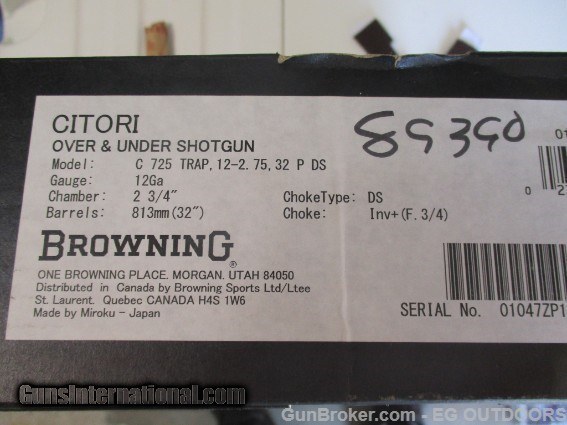 CITORI
OVER & UNDER SHOTGUN
Model: C 725 TRAP, 12-2.75, 32 P DS
Gauge: 12Ga
Chamber: 2 3/4" ChokeType: DS
Barrels: 813mm(32") Choke: Inv+(F.3/4)
89390
BROWNING®
ONE BROWNING PLACE. MORGAN. UTAH 84050
Distributed in Canada by Browning Sports Ltd/Ltee
St. Laurent. Quebec CANADA H4S 1W6
Made by Miroku - Japan
SERIAL No. 01047ZP1
GunsInternational.com
GunBroker.com - EG OUTDOORS